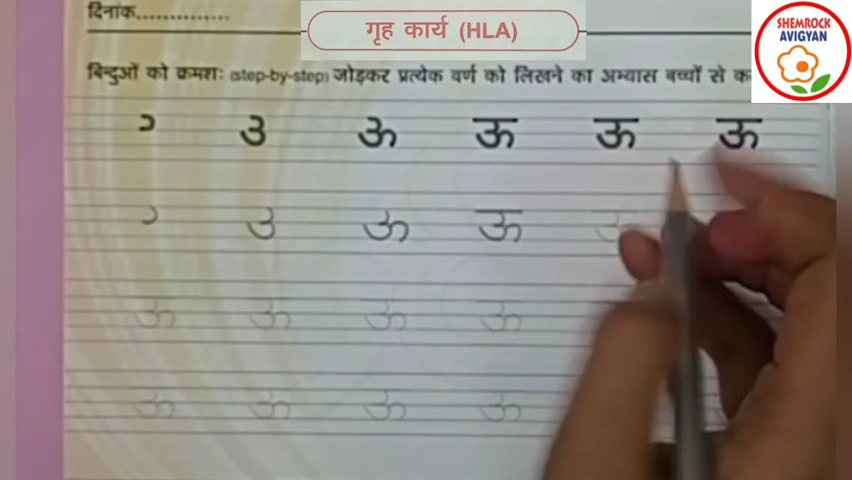 दिनांक..............
गृह कार्य (HLA)
SHEMROCK
AVIGYAN
बिन्दुओं को क्रमशः (step-by-step) जोड़कर प्रत्येक वर्ण को लिखने का अभ्यास बच्चों से
उ ऊ ऊ ऊ
उ ऊ
ऊ ऊ ऊ ऊ
ऊ ऊ ऊ ऊ